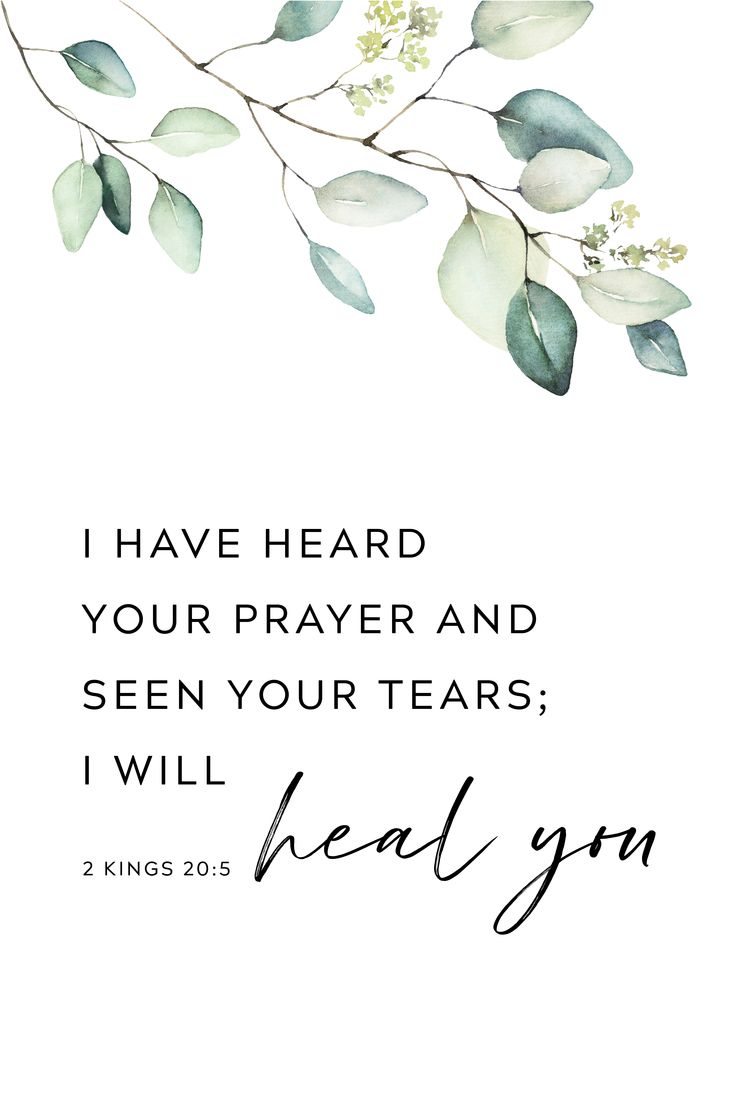 I HAVE HEARD
YOUR PRAYER AND
SEEN YOUR TEARS;
I WILL
heal you
2 KINGS 20:5